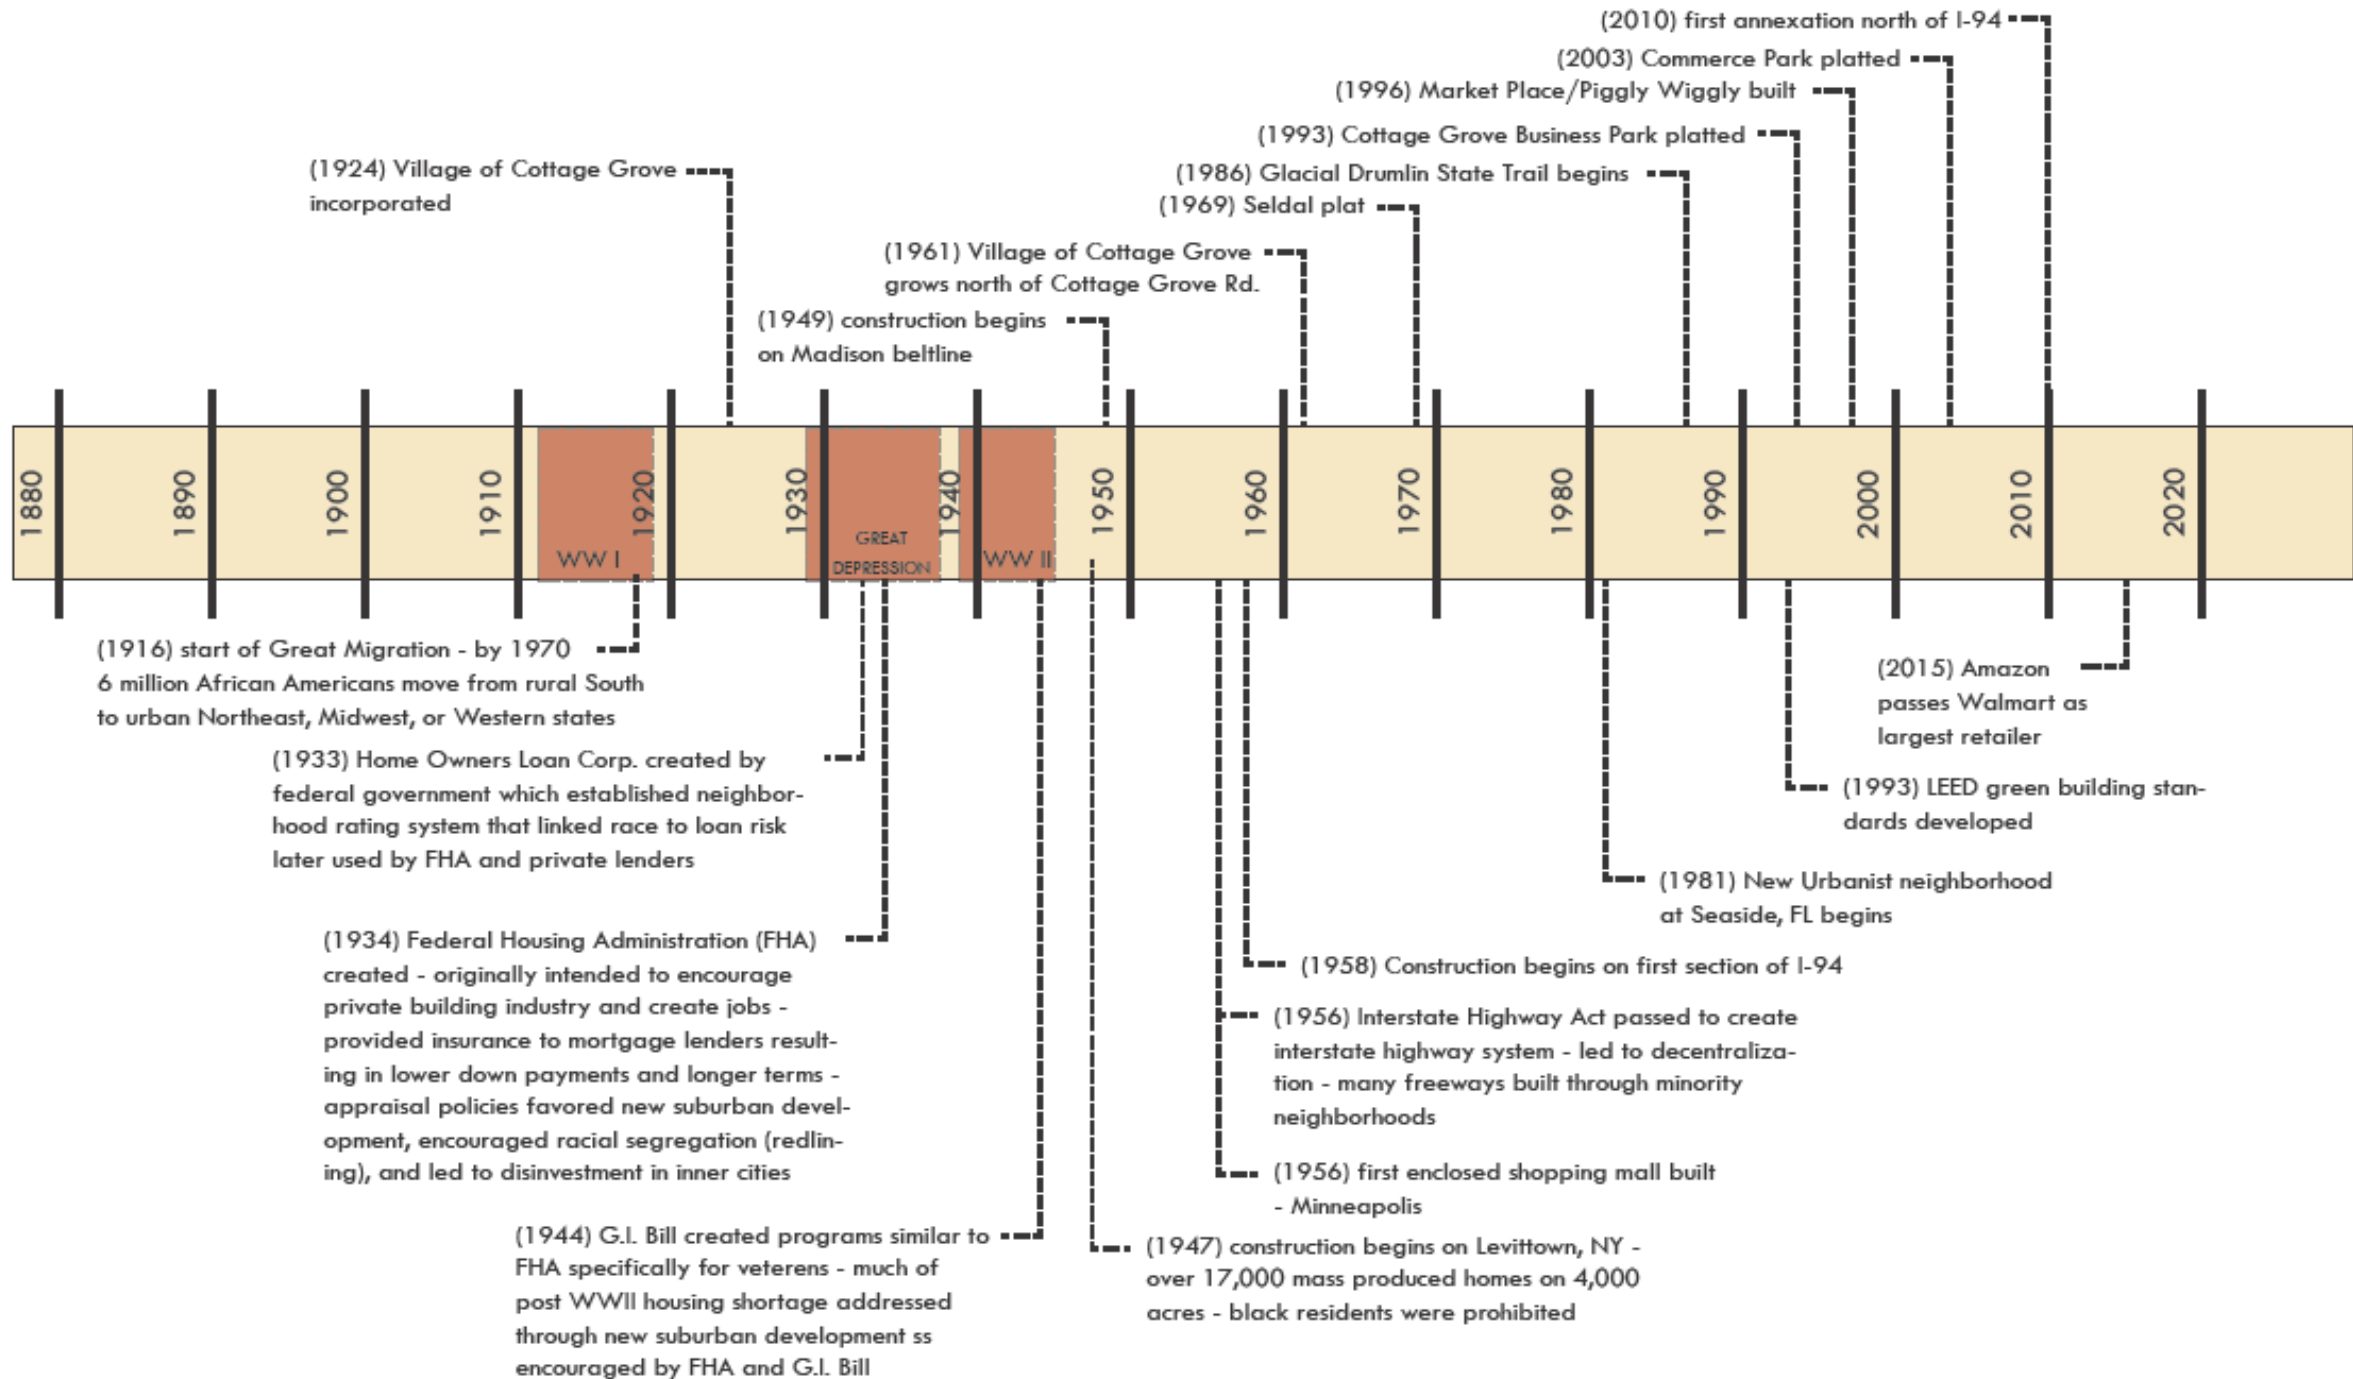 (2010) first annexation north of I-94
(2003) Commerce Park platted
(1996) Market Place/Piggly Wiggly built
(1993) Cottage Grove Business Park platted
(1986) Glacial Drumlin State Trail begins
(1969) Seldal plat
(1924) Village of Cottage Grove
incorporated
(1961) Village of Cottage Grove
grows north of Cottage Grove Rd.
(1949) construction begins
on Madison beltline
1880
1890
1900
1910
1920
1930
1940
1950
1960
1970
1980
1990
2000
2010
2020
WW I
GREAT
DEPRESSION
WW II
(1916) start of Great Migration - by 1970
6 million African Americans move from rural South
to urban Northeast, Midwest, or Western states
(1933) Home Owners Loan Corp. created by
federal government which established neighbor-
hood rating system that linked race to loan risk
later used by FHA and private lenders
(1934) Federal Housing Administration (FHA)
created - originally intended to encourage
private building industry and create jobs -
provided insurance to mortgage lenders result-
ing in lower down payments and longer terms -
appraisal policies favored new suburban devel-
opment, encouraged racial segregation (redlin-
ing), and led to disinvestment in inner cities
(1944) G.I. Bill created programs similar to
FHA specifically for veterens - much of
post WWII housing shortage addressed
through new suburban development ss
encouraged by FHA and G.I. Bill
(2015) Amazon
passes Walmart as
largest retailer
(1993) LEED green building stan-
dards developed
(1981) New Urbanist neighborhood
at Seaside, FL begins
(1958) Construction begins on first section of I-94
(1956) Interstate Highway Act passed to create
interstate highway system - led to decentraliza-
tion - many freeways built through minority
neighborhoods
(1956) first enclosed shopping mall built
- Minneapolis
(1947) construction begins on Levittown, NY -
over 17,000 mass produced homes on 4,000
acres - black residents were prohibited